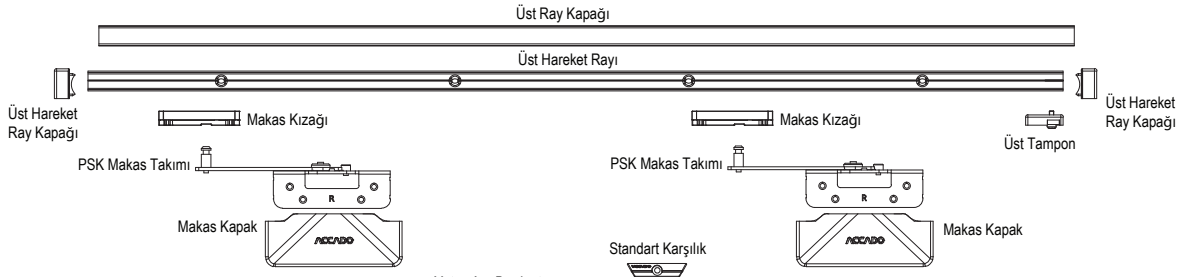 Üst Ray Kapağı
Üst Hareket Rayı
Üst Hareket
Ray Kapağı
Makas Kızağı
Makas Kızağı
Üst Tampon
Üst Hareket
Ray Kapağı
PSK Makas Takımı
PSK Makas Takımı
R
R
Makas Kapak
ACCADO
ACCADO
Makas Kapak
Standart Karşılık